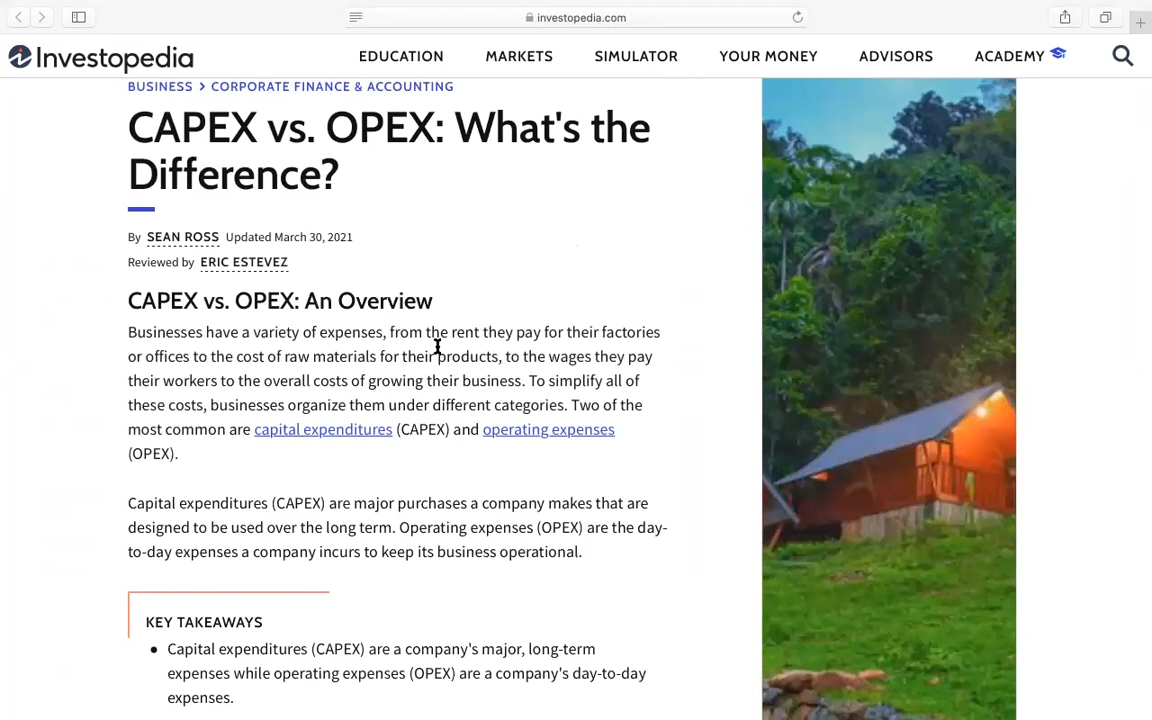 investopedia.com
Investopedia
EDUCATION MARKETS SIMULATOR YOUR MONEY ADVISORS ACADEMY
BUSINESS > CORPORATE FINANCE & ACCOUNTING
CAPEX vs. OPEX: What's the
Difference?
By SEAN ROSS Updated March 30, 2021
Reviewed by ERIC ESTEVEZ
CAPEX vs. OPEX: An Overview
Businesses have a variety of expenses, from the rent they pay for their factories
or offices to the cost of raw materials for their products, to the wages they pay
their workers to the overall costs of growing their business. To simplify all of
these costs, businesses organize them under different categories. Two of the
most common are capital expenditures (CAPEX) and operating expenses
(OPEX).
Capital expenditures (CAPEX) are major purchases a company makes that are
designed to be used over the long term. Operating expenses (OPEX) are the day-
to-day expenses a company incurs to keep its business operational.
KEY TAKEAWAYS
• Capital expenditures (CAPEX) are a company's major, long-term
expenses while operating expenses (OPEX) are a company's day-to-day
expenses.